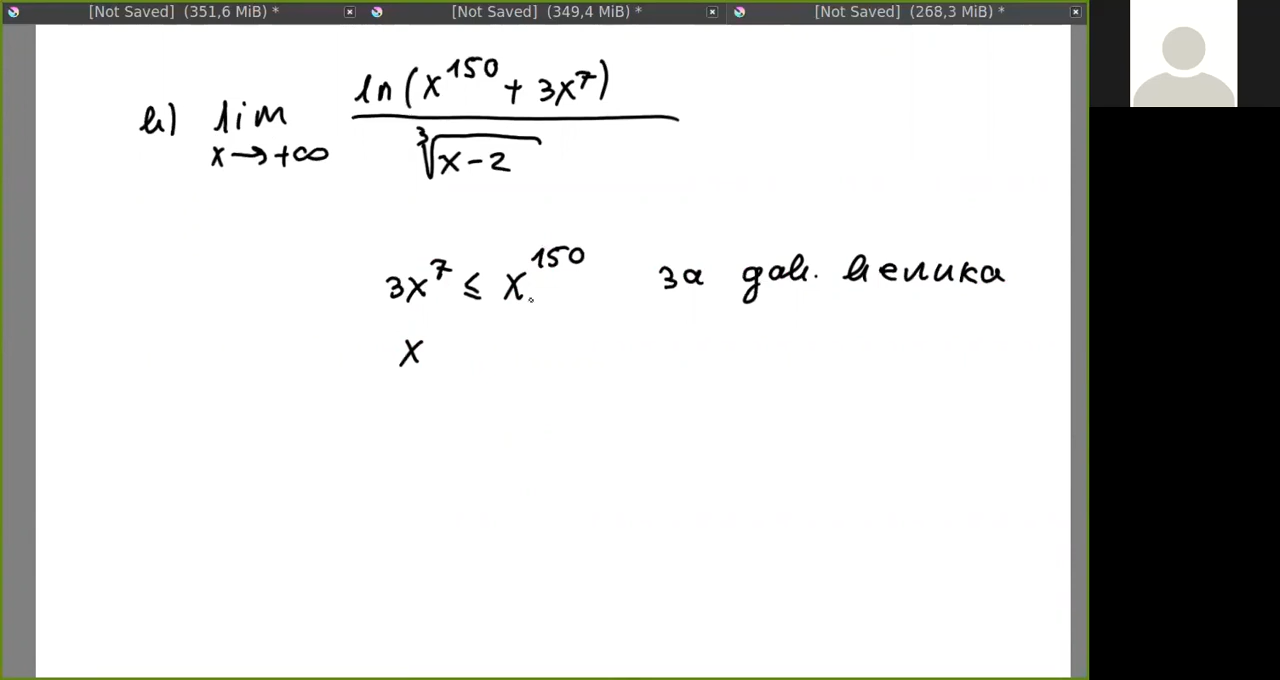 [Not Saved] (351,6 MiB) * [Not Saved] (349,4 MiB) * [Not Saved] (268,3 MiB) *
в) lim x→+∞ ln(x^150 + 3x^7) / ∛(x-2)
3x^7 ≤ x^150 за дов. велика
x